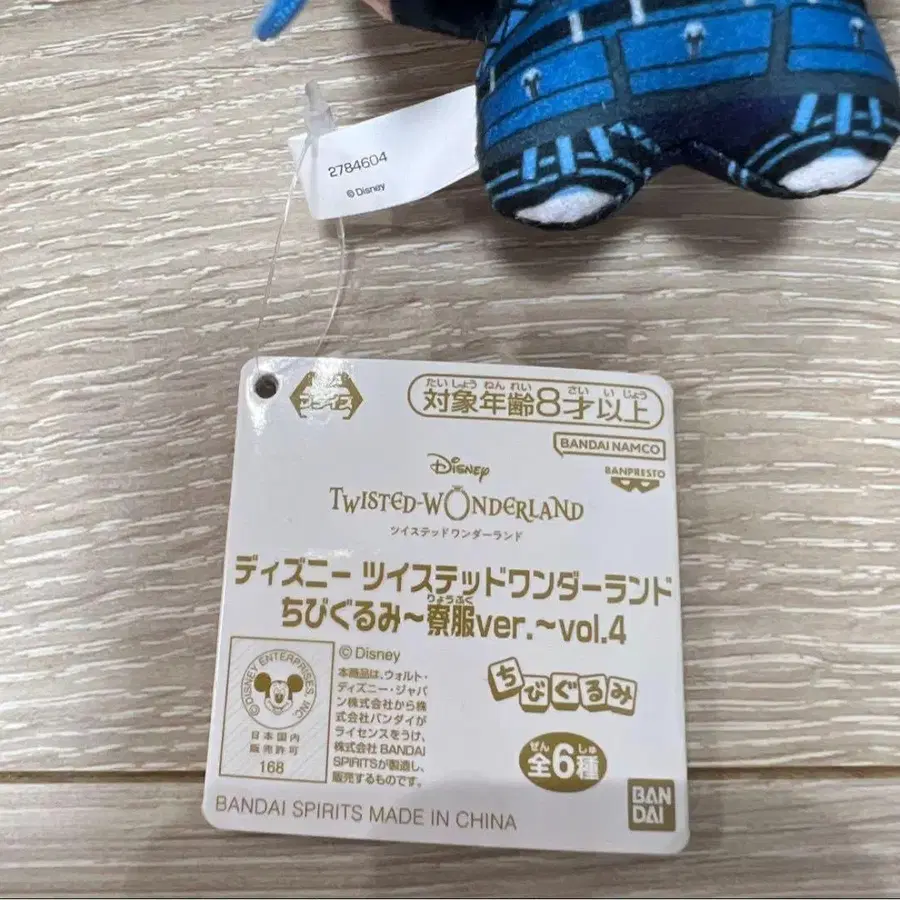 2784604
© Disney
プライズ
たいしょうねんれい さいいじょう
対象年齢8才以上
BANDAI NAMCO
BANPRESTO
Disney
TWISTED-WONDERLAND
ツイステッドワンダーランド
ディズニー ツイステッドワンダーランド
りょうふく
ちびぐるみ〜寮服ver.〜vol.4
© Disney
©DISNEY ENTERPRISES INC.
日本国内
販売許可
168
本商品は、ウォルト・
ディズニー・ジャパ
ン株式会社から株
式会社バンダイが
ライセンスをうけ、
株式会社 BANDAI
SPIRITSが製造し、
販売するものです。
ちびぐるみ
ぜん しゅ
全6種
BANDAI SPIRITS MADE IN CHINA
BAN
DAI